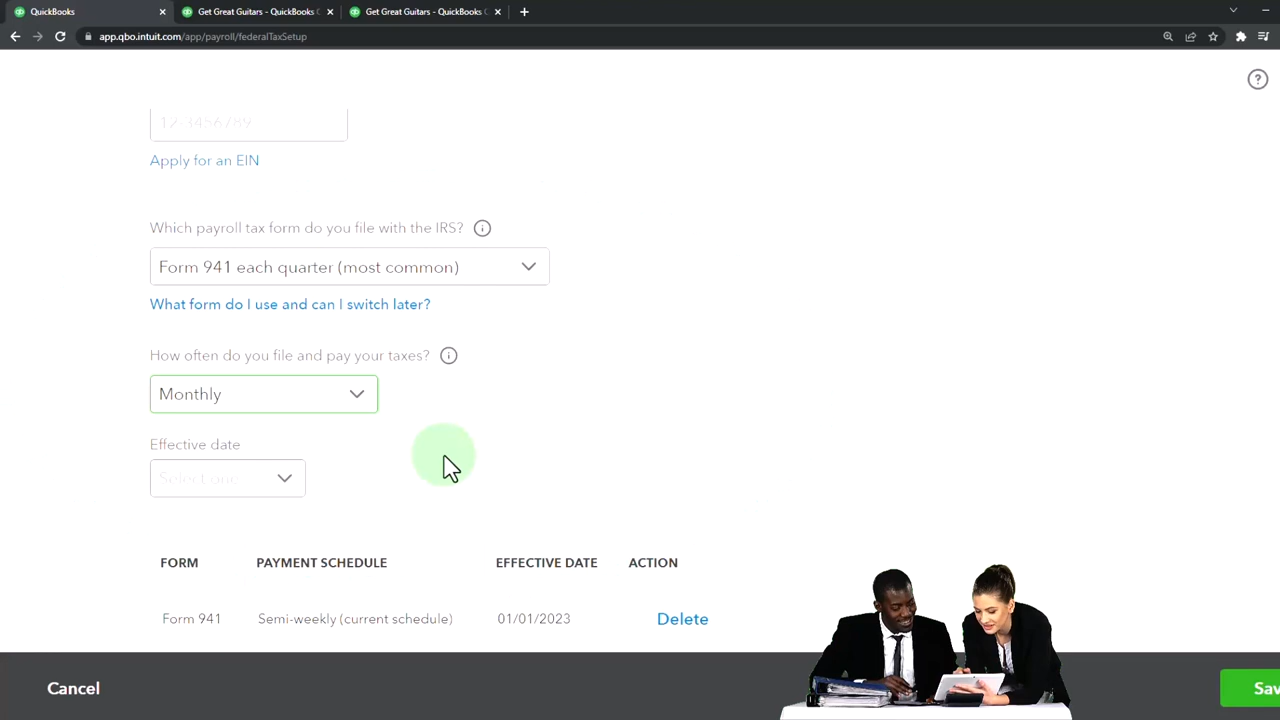 QuickBooks
Get Great Guitars - QuickBooks
Get Great Guitars - QuickBooks
app.qbo.intuit.com/app/payroll/federalTaxSetup
123456789
Apply for an EIN
Which payroll tax form do you file with the IRS?
Form 941 each quarter (most common)
What form do I use and can I switch later?
How often do you file and pay your taxes?
Monthly
Effective date
Select one
FORM PAYMENT SCHEDULE EFFECTIVE DATE ACTION
Form 941 Semi-weekly (current schedule) 01/01/2023 Delete
Cancel
Sav